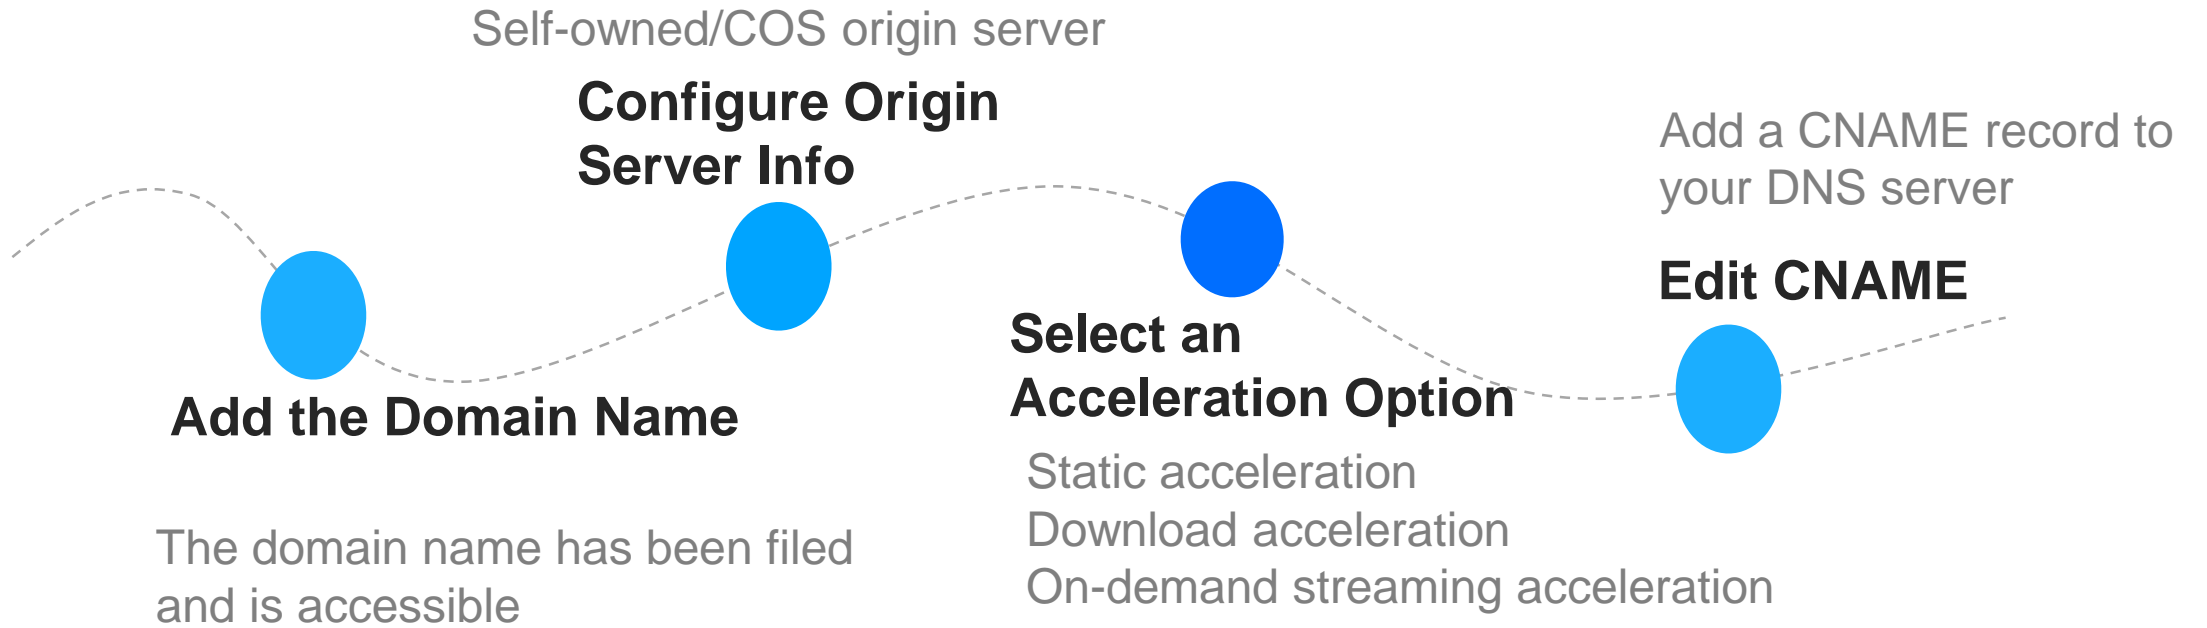 Self-owned/COS origin server
Configure Origin
Server Info
Add the Domain Name
The domain name has been filed
and is accessible
Select an
Acceleration Option
Static acceleration
Download acceleration
On-demand streaming acceleration
Add a CNAME record to
your DNS server
Edit CNAME